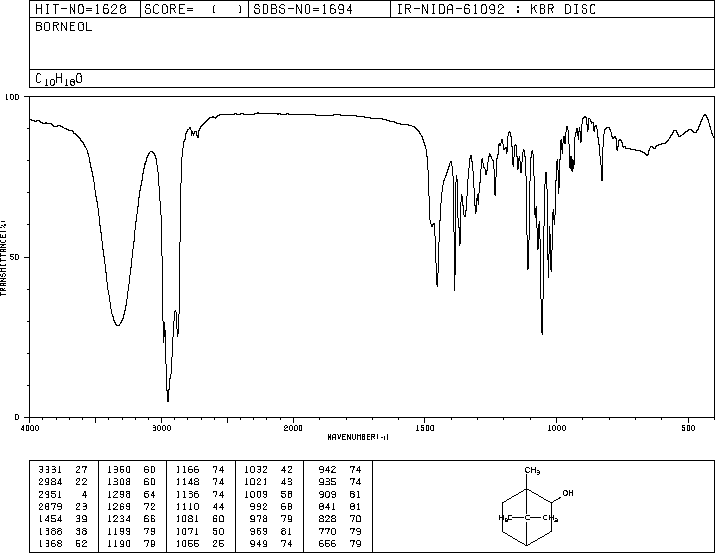 HIT-NO=1628 SCORE= ( ) SDBS-NO=1694 IR-NIDA-61092 : KBR DISC
BORNEOL
C10H18O
100
50
0
TRANSMITTANCE(%)
4000 3000 2000 1500 1000 500
WAVENUMBER(-1)
3331 27 1360 60 1166 74 1032 42 942 74
2984 22 1308 60 1148 74 1021 43 935 74
2951 4 1298 64 1136 74 1009 58 909 81
2879 23 1269 72 1110 44 992 68 841 81
1454 39 1234 66 1081 60 978 79 828 70
1388 38 1199 79 1071 50 969 81 770 79
1368 52 1190 79 1055 25 949 74 656 79
CH3
OH
H3C C CH3